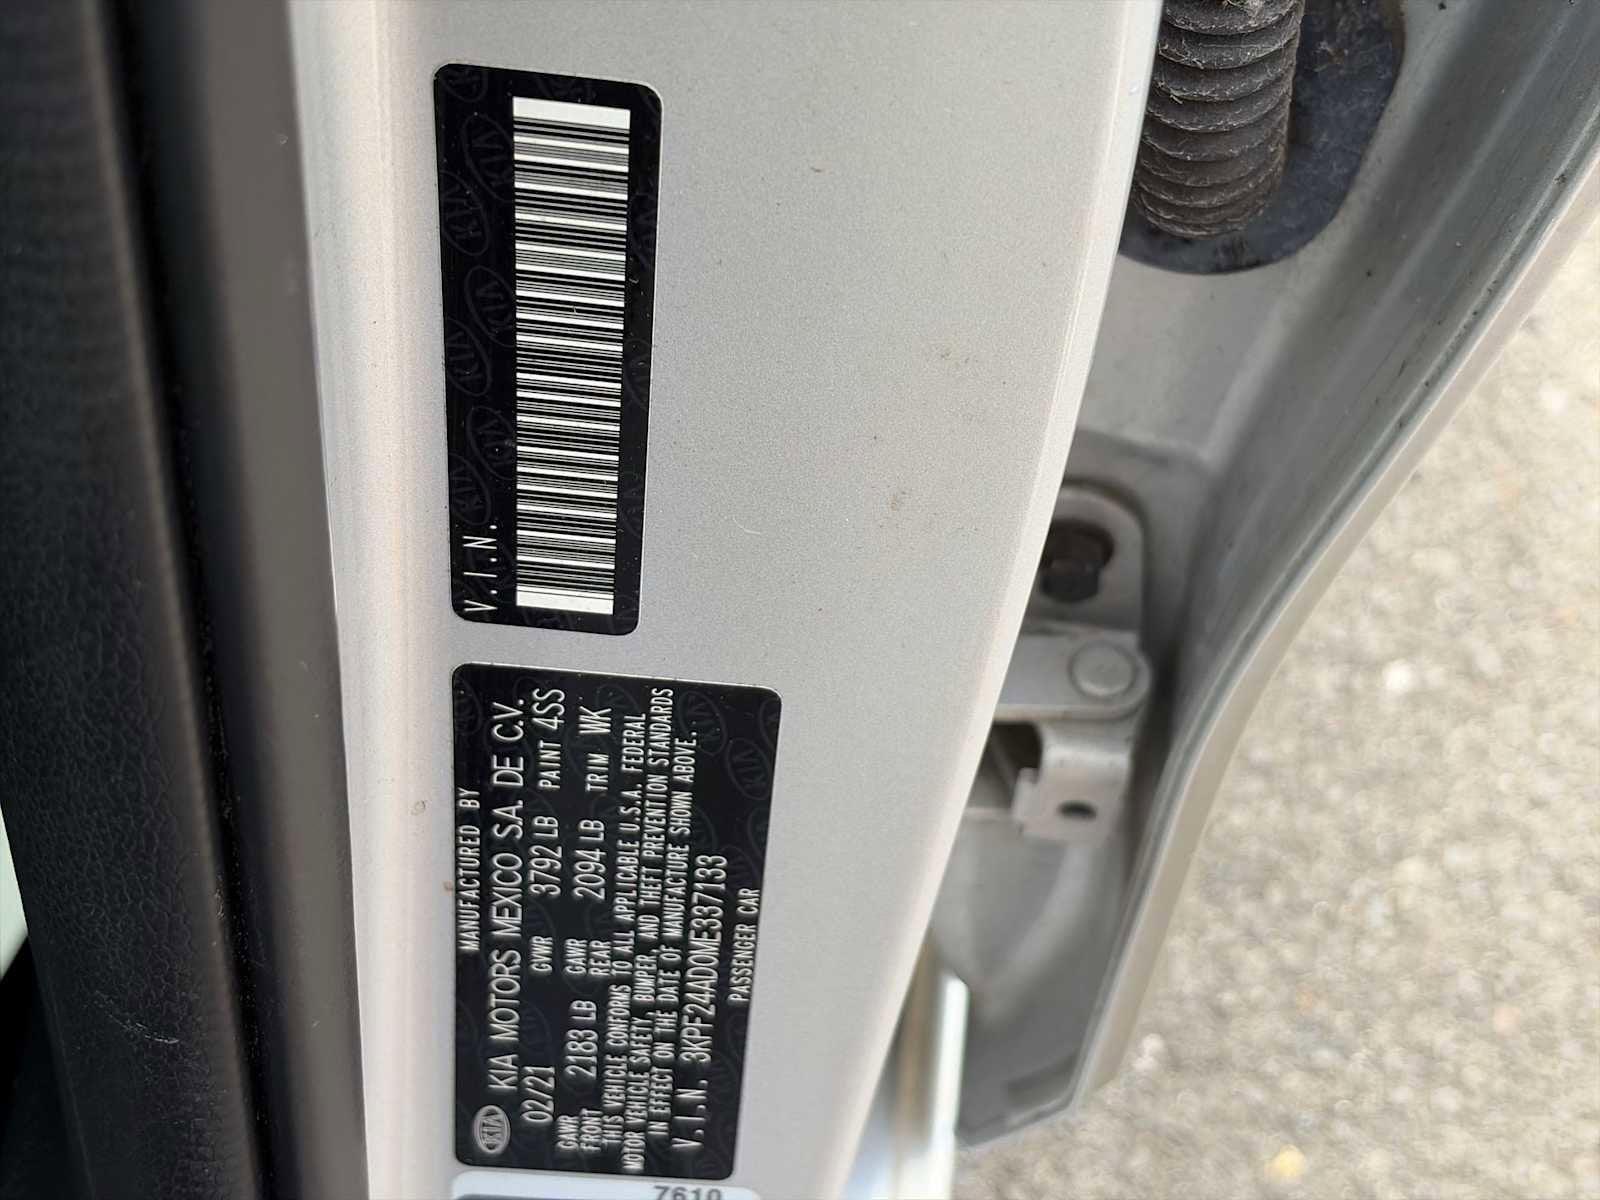 V.I.N.
KIA
MANUFACTURED BY
KIA MOTORS MEXICO S.A. DE C.V.
02/21 GVWR 3792 LB PAINT 4SS
GAWR FRONT 2183 LB GAWR REAR 2094 LB TRIM WK
THIS VEHICLE CONFORMS TO ALL APPLICABLE U.S.A. FEDERAL
MOTOR VEHICLE SAFETY, BUMPER, AND THEFT PREVENTION STANDARDS
IN EFFECT ON THE DATE OF MANUFACTURE SHOWN ABOVE.
V.I.N. 3KPF24AD0ME337133
PASSENGER CAR
7610